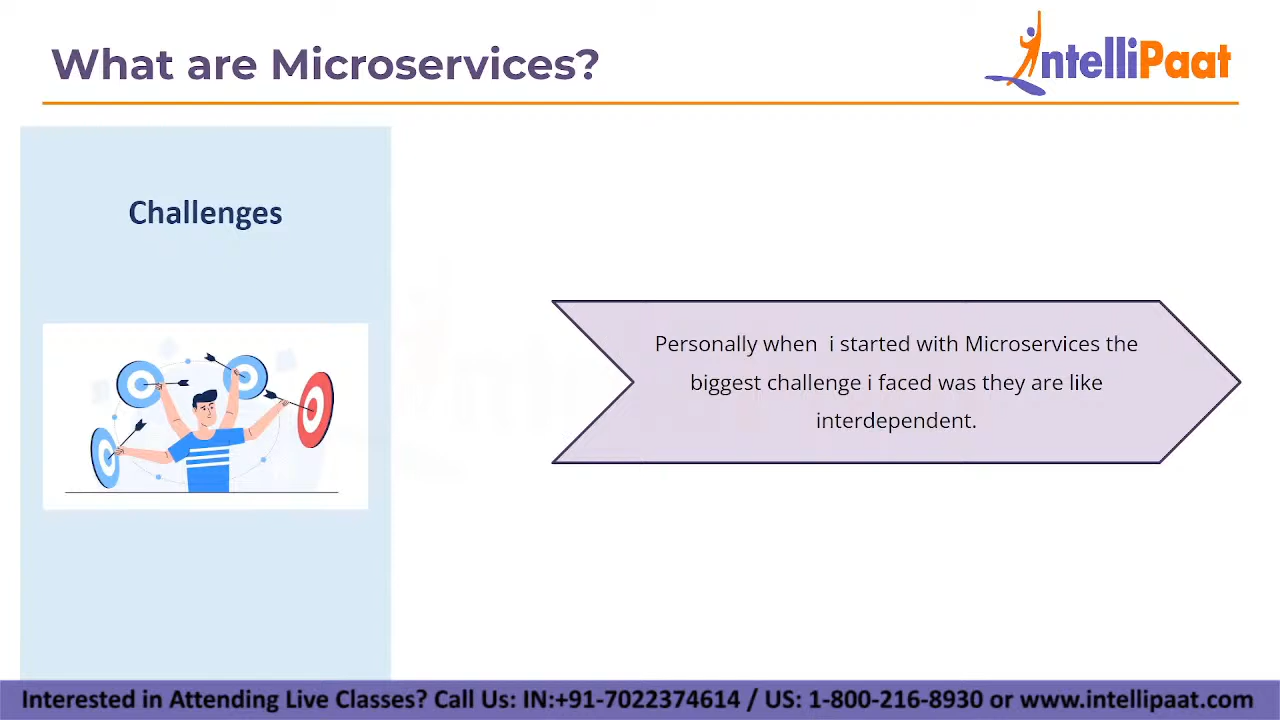 What are Microservices?
IntelliPaat
Challenges
Personally when i started with Microservices the
biggest challenge i faced was they are like
interdependent.
Interested in Attending Live Classes? Call Us: IN:+91-7022374614 / US: 1-800-216-8930 or www.intellipaat.com